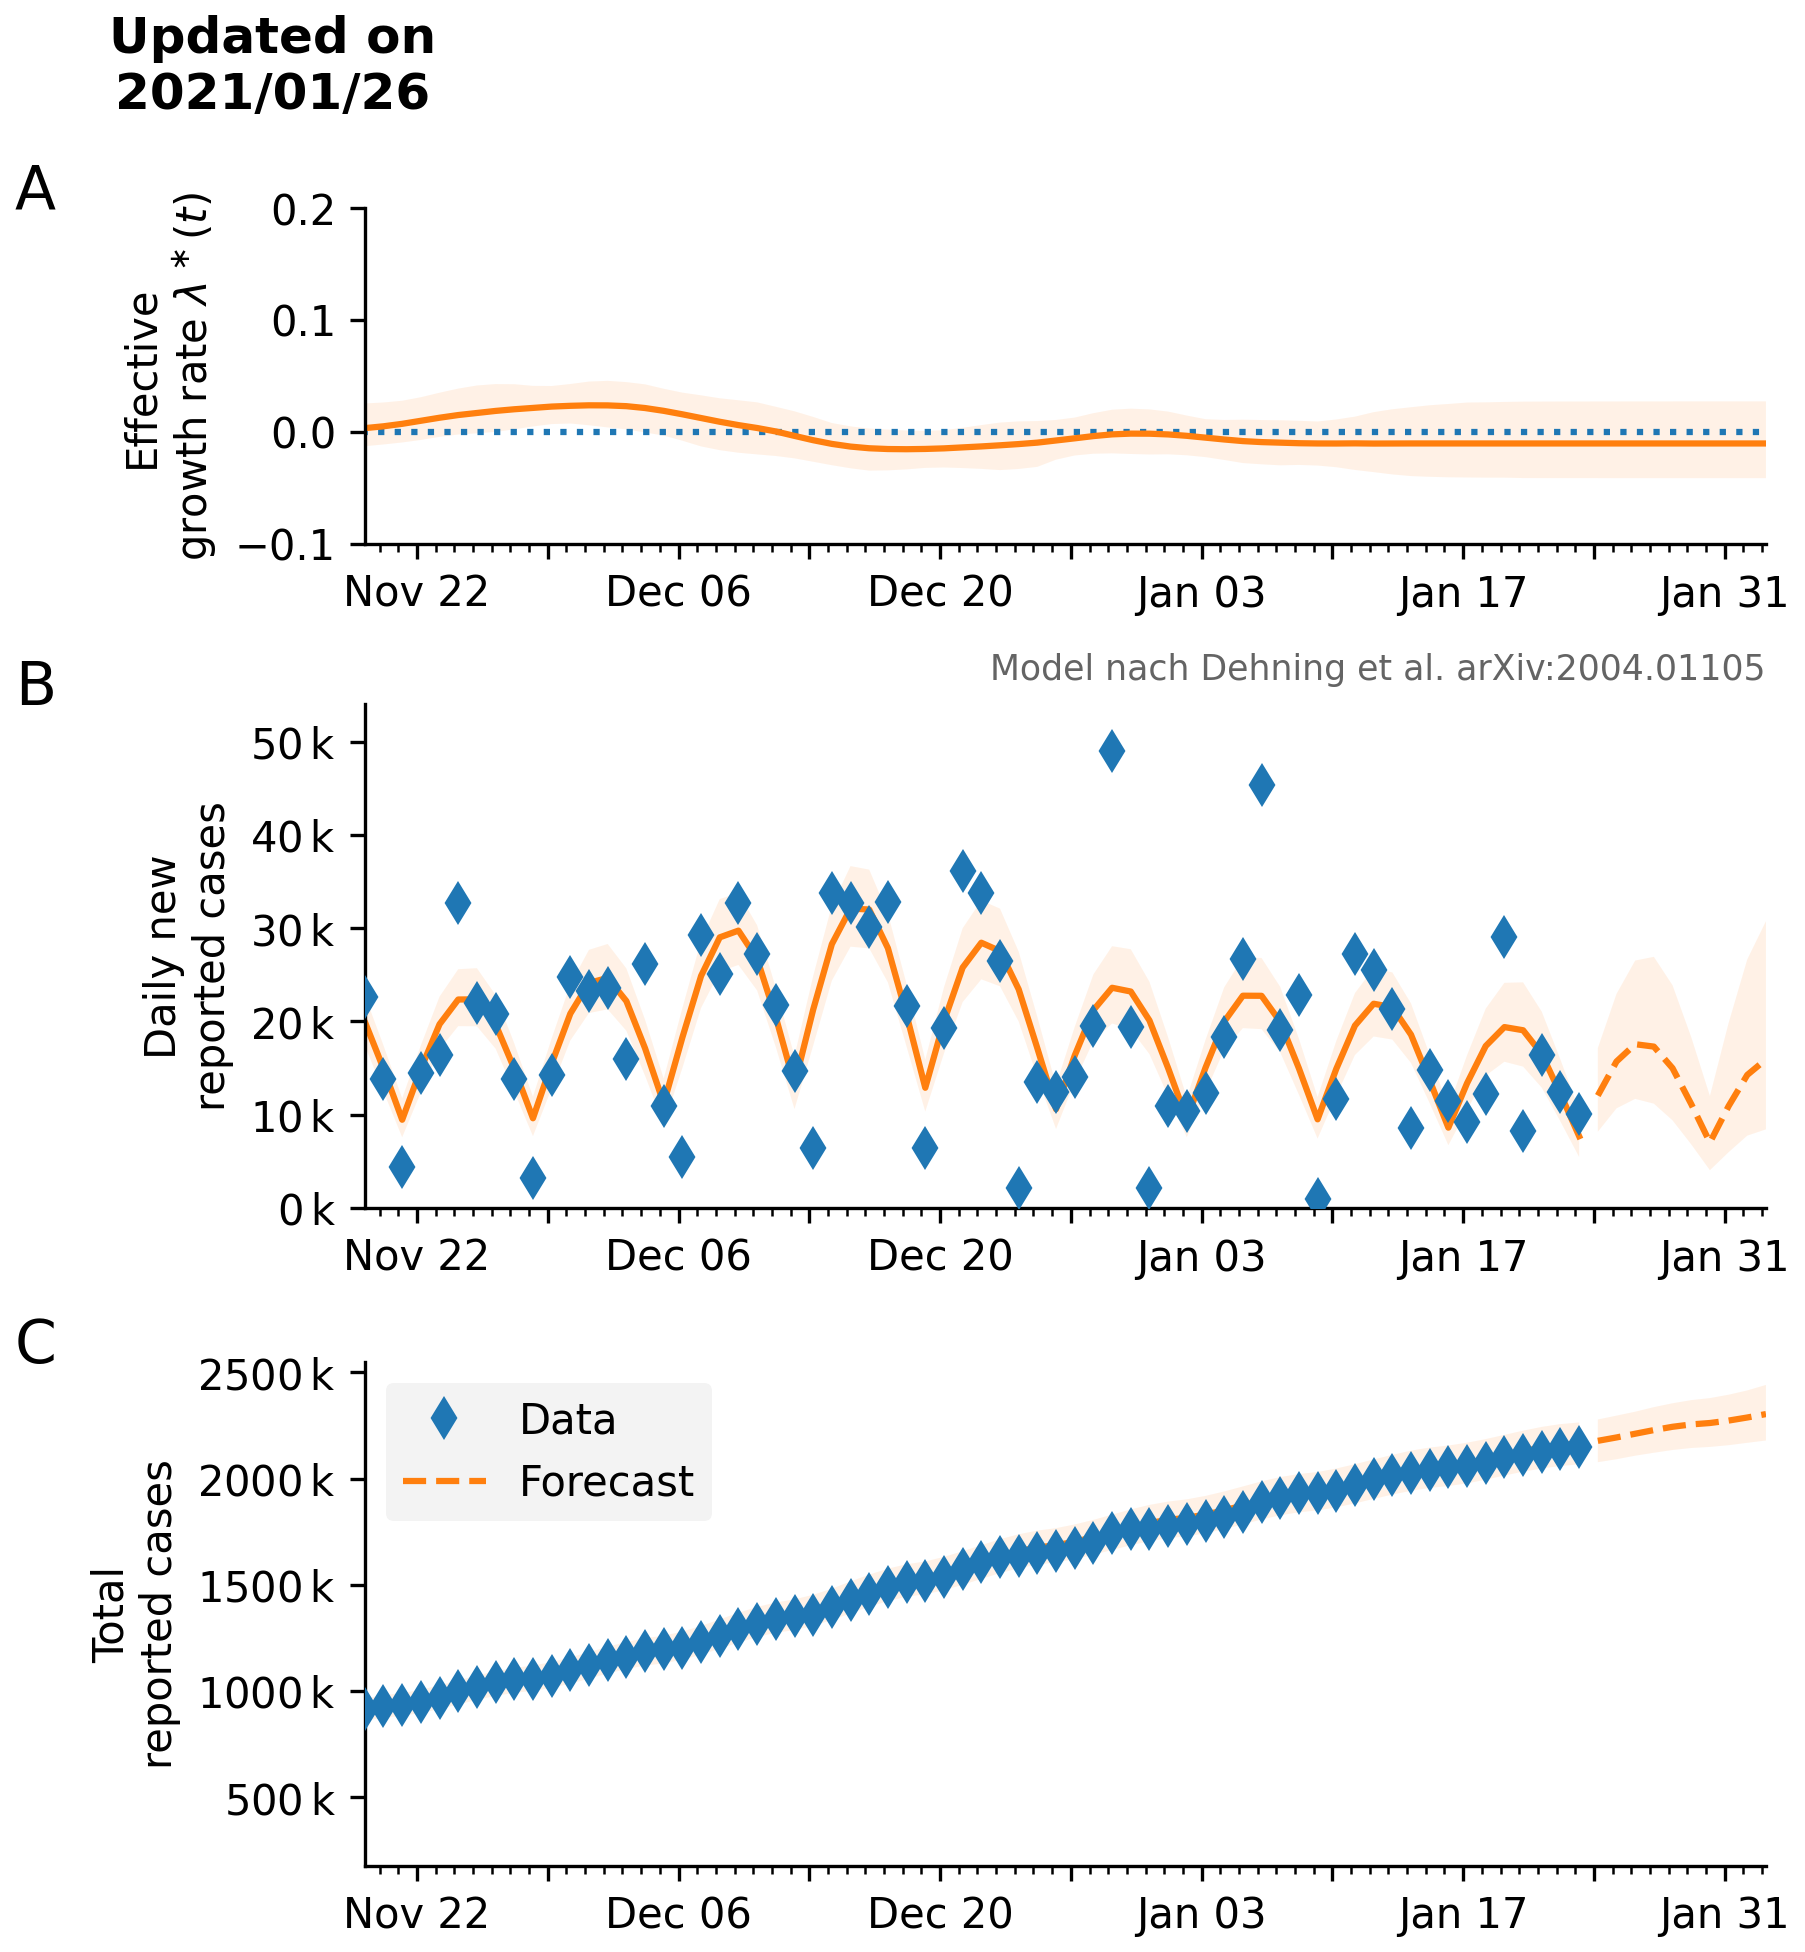 Updated on
2021/01/26
A
Effective
growth rate λ * (t)
0.2
0.1
0.0
−0.1
Nov 22 Dec 06 Dec 20 Jan 03 Jan 17 Jan 31
Model nach Dehning et al. arXiv:2004.01105
B
Daily new
reported cases
50 k
40 k
30 k
20 k
10 k
0 k
Nov 22 Dec 06 Dec 20 Jan 03 Jan 17 Jan 31
C
Total
reported cases
2500 k
2000 k
1500 k
1000 k
500 k
Data
Forecast
Nov 22 Dec 06 Dec 20 Jan 03 Jan 17 Jan 31